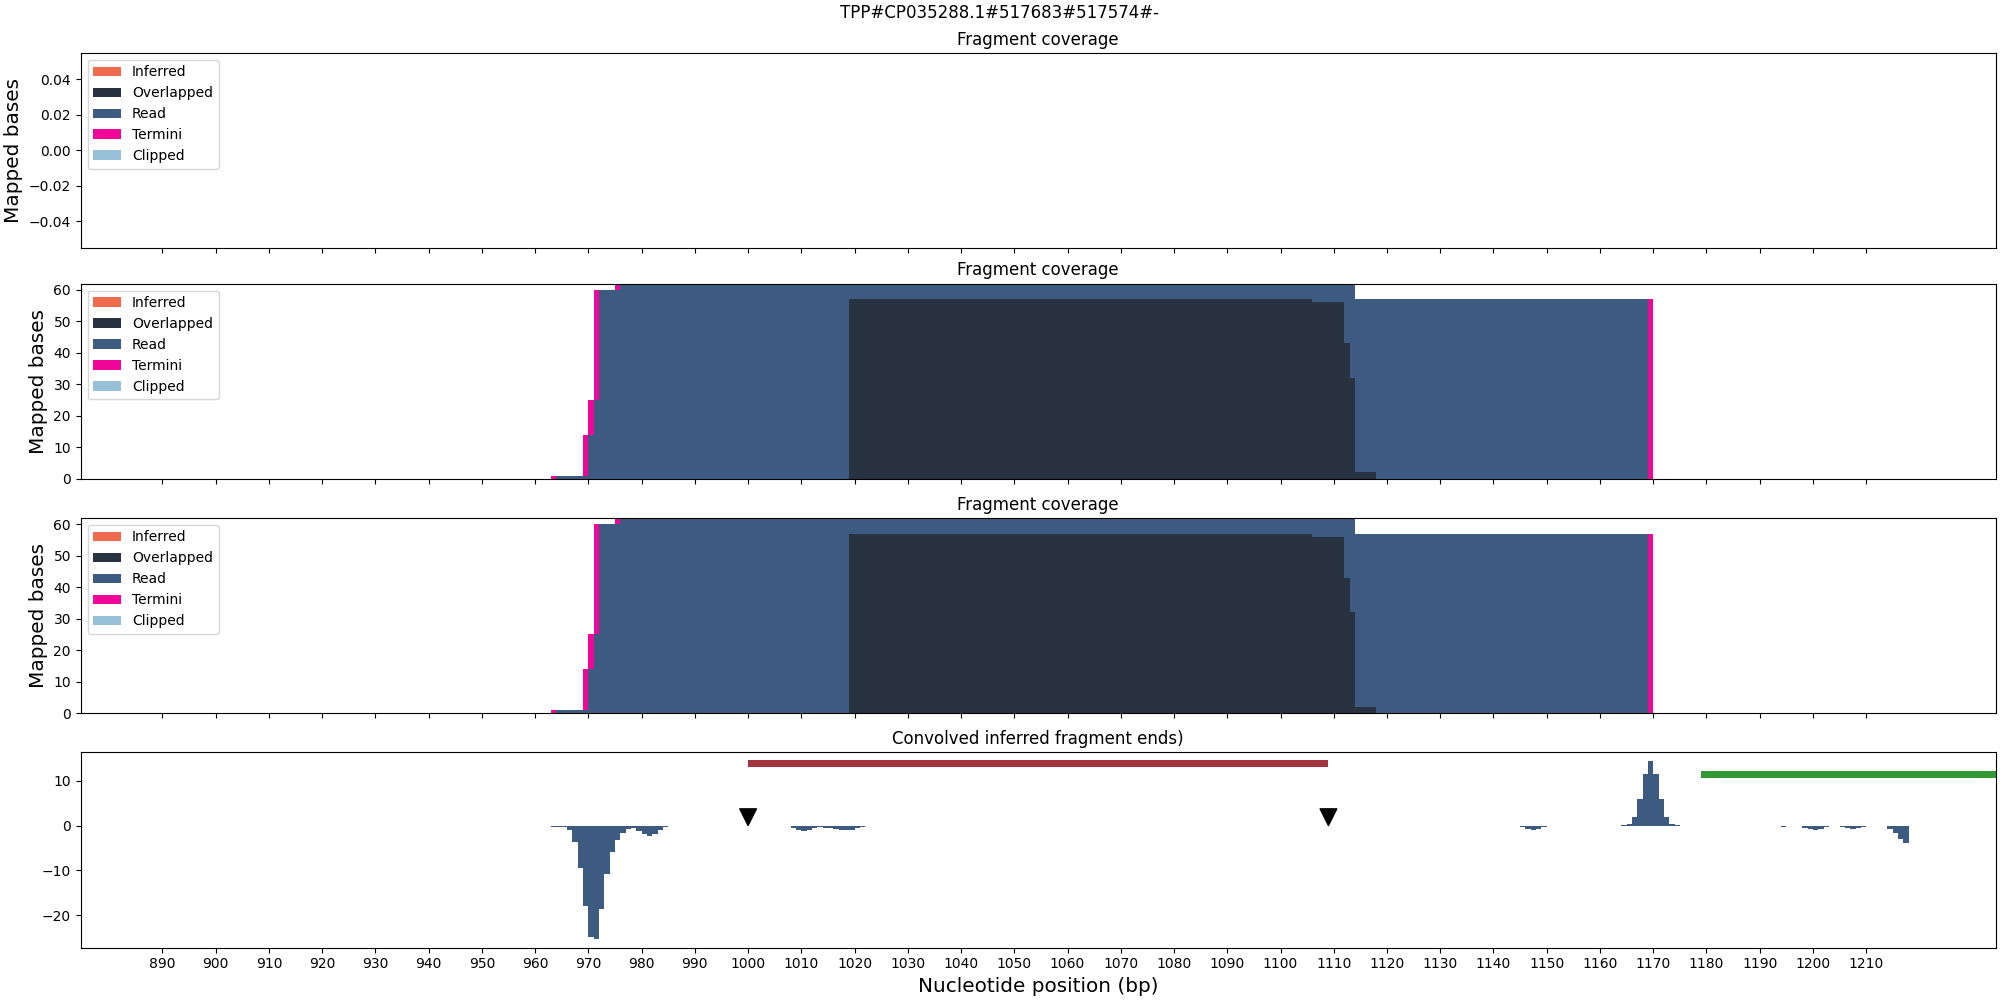 TPP#CP035288.1#517683#517574#-
Fragment coverage
Mapped bases
0.04
0.02
0.00
−0.02
−0.04
Inferred
Overlapped
Read
Termini
Clipped
Fragment coverage
Mapped bases
60
50
40
30
20
10
0
Inferred
Overlapped
Read
Termini
Clipped
Fragment coverage
Mapped bases
60
50
40
30
20
10
0
Inferred
Overlapped
Read
Termini
Clipped
Convolved inferred fragment ends)
10
0
−10
−20
890 900 910 920 930 940 950 960 970 980 990 1000 1010 1020 1030 1040 1050 1060 1070 1080 1090 1100 1110 1120 1130 1140 1150 1160 1170 1180 1190 1200 1210
Nucleotide position (bp)